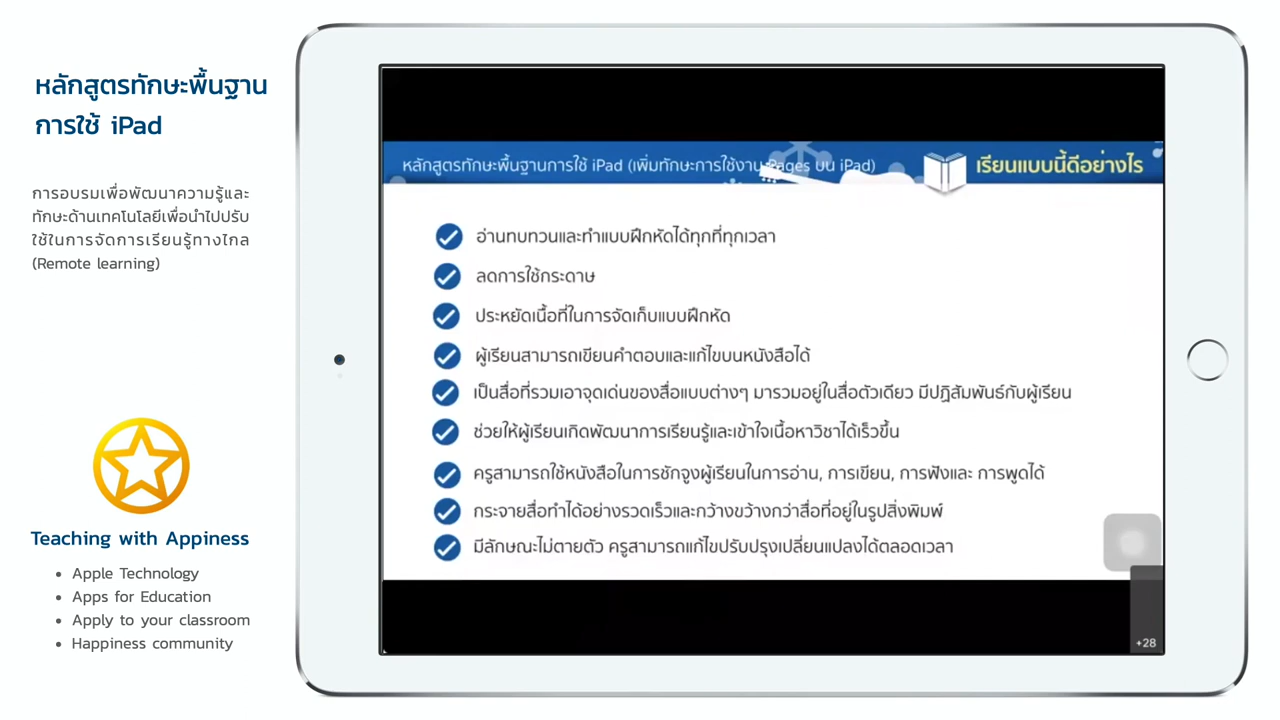 หลักสูตรทักษะพื้นฐาน
การใช้ iPad
การอบรมเพื่อพัฒนาความรู้และ
ทักษะด้านเทคโนโลยีเพื่อนำไปปรับ
ใช้ในการจัดการเรียนรู้ทางไกล
(Remote learning)
Teaching with Appiness
• Apple Technology
• Apps for Education
• Apply to your classroom
• Happiness community
หลักสูตรทักษะพื้นฐานการใช้ iPad (เพิ่มทักษะการใช้งาน Pages บน iPad)
เรียนแบบนี้ดีอย่างไร
อ่านทบทวนและทำแบบฝึกหัดได้ทุกที่ทุกเวลา
ลดการใช้กระดาษ
ประหยัดเนื้อที่ในการจัดเก็บแบบฝึกหัด
ผู้เรียนสามารถเขียนคำตอบและแก้ไขบนหนังสือได้
เป็นสื่อที่รวมเอาจุดเด่นของสื่อแบบต่างๆ มารวมอยู่ในสื่อตัวเดียว มีปฏิสัมพันธ์กับผู้เรียน
ช่วยให้ผู้เรียนเกิดพัฒนาการเรียนรู้และเข้าใจเนื้อหาวิชาได้เร็วขึ้น
ครูสามารถใช้หนังสือในการชักจูงผู้เรียนในการอ่าน, การเขียน, การฟังและ การพูดได้
กระจายสื่อทำได้อย่างรวดเร็วและกว้างขว้างกว่าสื่อที่อยู่ในรูปสิ่งพิมพ์
มีลักษณะไม่ตายตัว ครูสามารถแก้ไขปรับปรุงเปลี่ยนแปลงได้ตลอดเวลา
+28